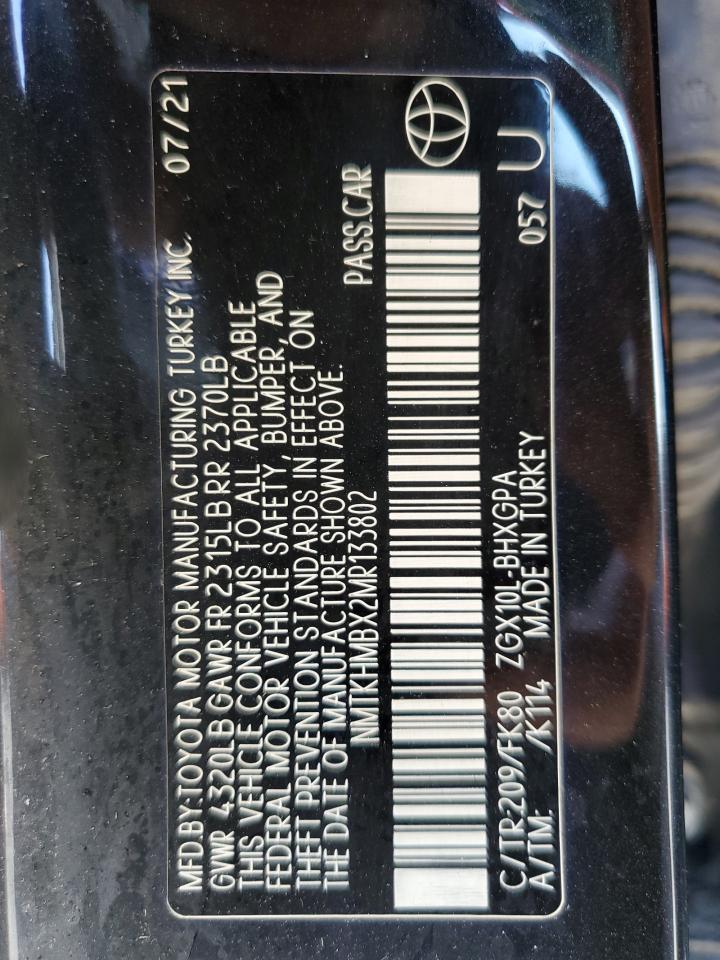 MFD.BY:TOYOTA MOTOR MANUFACTURING TURKEY INC. 07/21
GVWR 4320LB GAWR FR 2315LB RR 2370LB
THIS VEHICLE CONFORMS TO ALL APPLICABLE
FEDERAL MOTOR VEHICLE SAFETY, BUMPER, AND
THEFT PREVENTION STANDARDS IN EFFECT ON
THE DATE OF MANUFACTURE SHOWN ABOVE.
NMTKHMBX2MR133802 PASS.CAR
C/TR:209/FK80 ZGX10L-BHXGPA 057 U
A/TM: /K114 MADE IN TURKEY